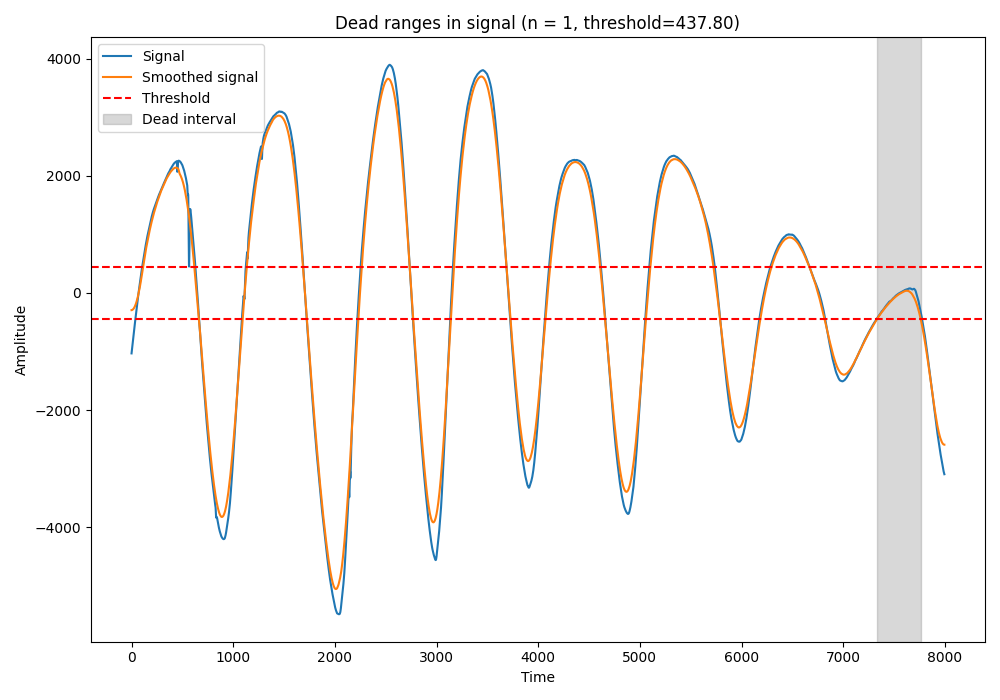 Dead ranges in signal (n = 1, threshold=437.80)
Signal
Smoothed signal
Threshold
Dead interval
4000
2000
0
−2000
−4000
Amplitude
0 1000 2000 3000 4000 5000 6000 7000 8000
Time